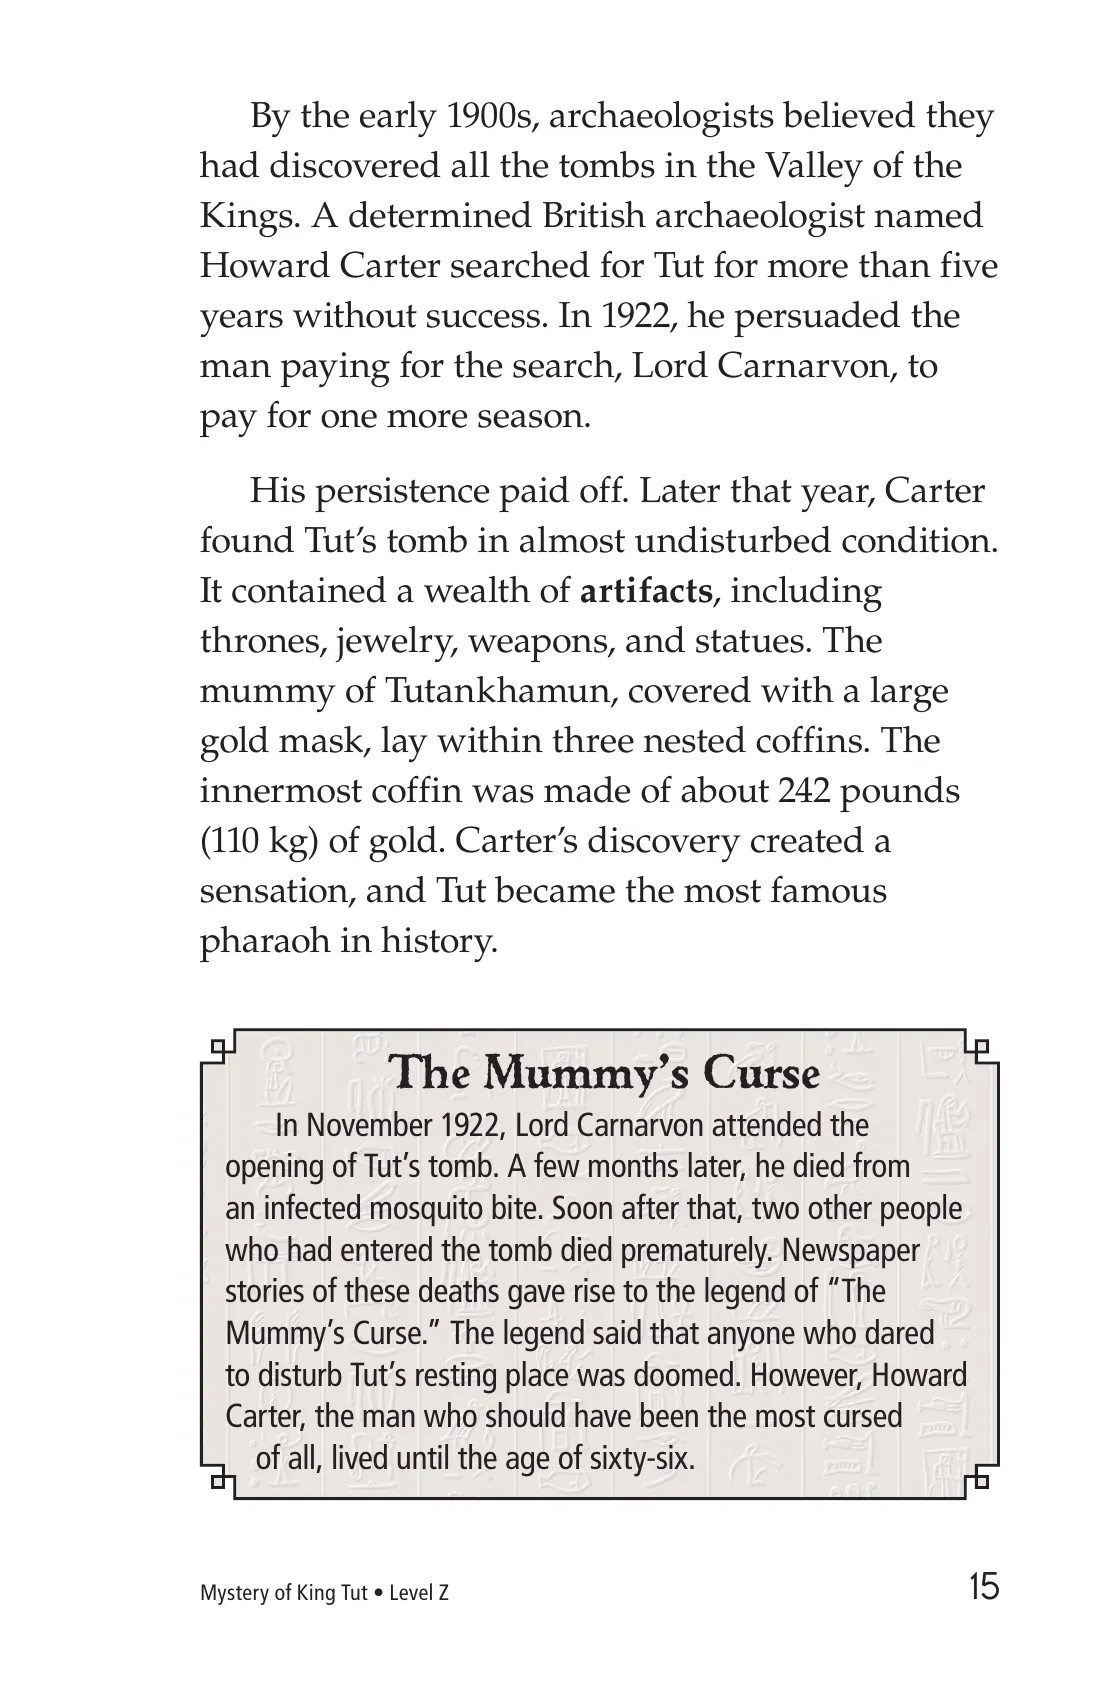 By the early 1900s, archaeologists believed they
had discovered all the tombs in the Valley of the
Kings. A determined British archaeologist named
Howard Carter searched for Tut for more than five
years without success. In 1922, he persuaded the
man paying for the search, Lord Carnarvon, to
pay for one more season.
His persistence paid off. Later that year, Carter
found Tut’s tomb in almost undisturbed condition.
It contained a wealth of artifacts, including
thrones, jewelry, weapons, and statues. The
mummy of Tutankhamun, covered with a large
gold mask, lay within three nested coffins. The
innermost coffin was made of about 242 pounds
(110 kg) of gold. Carter’s discovery created a
sensation, and Tut became the most famous
pharaoh in history.
The Mummy’s Curse
In November 1922, Lord Carnarvon attended the
opening of Tut’s tomb. A few months later, he died from
an infected mosquito bite. Soon after that, two other people
who had entered the tomb died prematurely. Newspaper
stories of these deaths gave rise to the legend of “The
Mummy’s Curse.” The legend said that anyone who dared
to disturb Tut’s resting place was doomed. However, Howard
Carter, the man who should have been the most cursed
of all, lived until the age of sixty-six.
Mystery of King Tut • Level Z
15